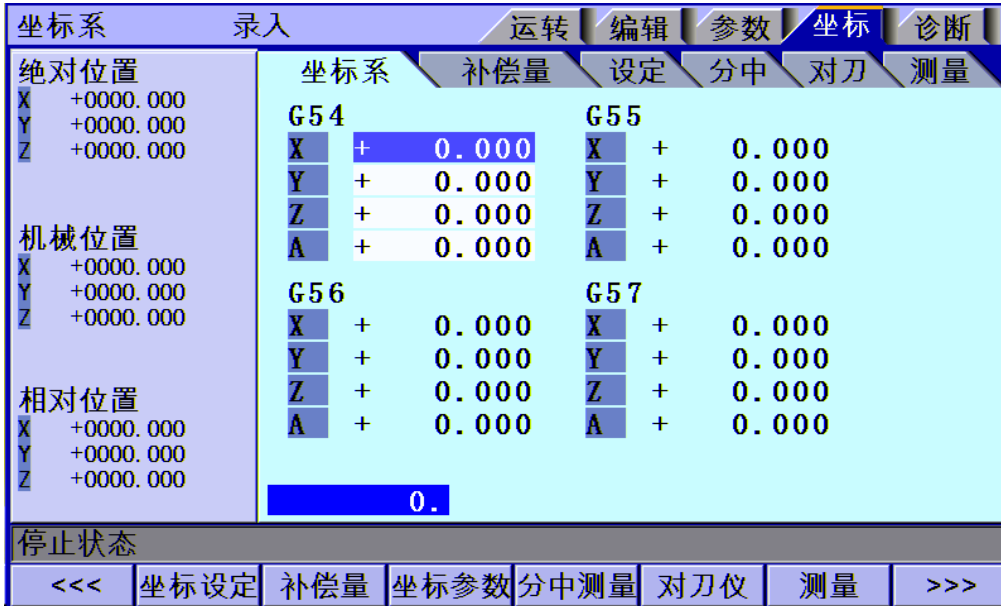 坐标系 录入 运转 编辑 参数 坐标 诊断
绝对位置
X +0000.000
Y +0000.000
Z +0000.000
机械位置
X +0000.000
Y +0000.000
Z +0000.000
相对位置
X +0000.000
Y +0000.000
Z +0000.000
坐标系 补偿量 设定 分中 对刀 测量
G54
X + 0.000
Y + 0.000
Z + 0.000
A + 0.000
G55
X + 0.000
Y + 0.000
Z + 0.000
A + 0.000
G56
X + 0.000
Y + 0.000
Z + 0.000
A + 0.000
G57
X + 0.000
Y + 0.000
Z + 0.000
A + 0.000
0.
停止状态
<<< 坐标设定 补偿量 坐标参数 分中测量 对刀仪 测量 >>>